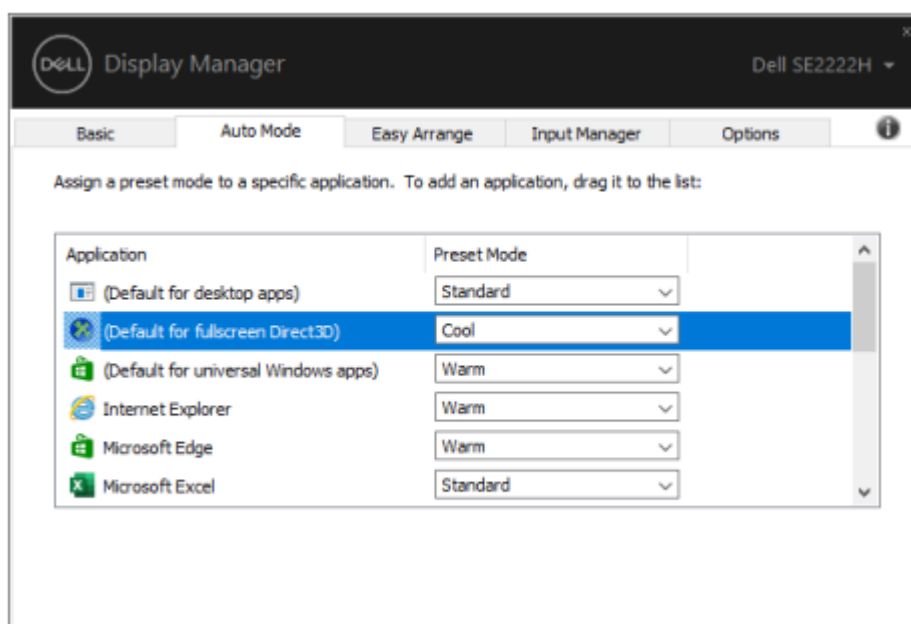 DELL Display Manager
Dell SE2222H
Basic Auto Mode Easy Arrange Input Manager Options
Assign a preset mode to a specific application. To add an application, drag it to the list:
Application Preset Mode
(Default for desktop apps) Standard
(Default for fullscreen Direct3D) Cool
(Default for universal Windows apps) Warm
Internet Explorer Warm
Microsoft Edge Warm
Microsoft Excel Standard